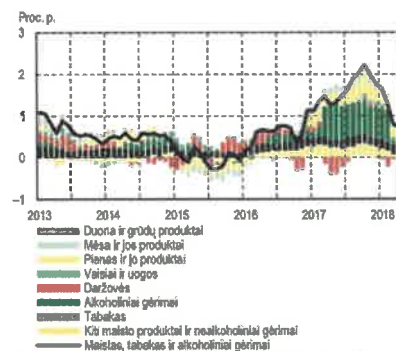 Proc. p.
3
2
1
0
–1
2013 2014 2015 2016 2017 2018
Duona ir grūdų produktai
Mėsa ir jos produktai
Pienas ir jo produktai
Vaisiai ir uogos
Daržovės
Alkoholiniai gėrimai
Tabakas
Kiti maisto produktai ir nealkoholiniai gėrimai
Maistas, tabakas ir alkoholiniai gėrimai